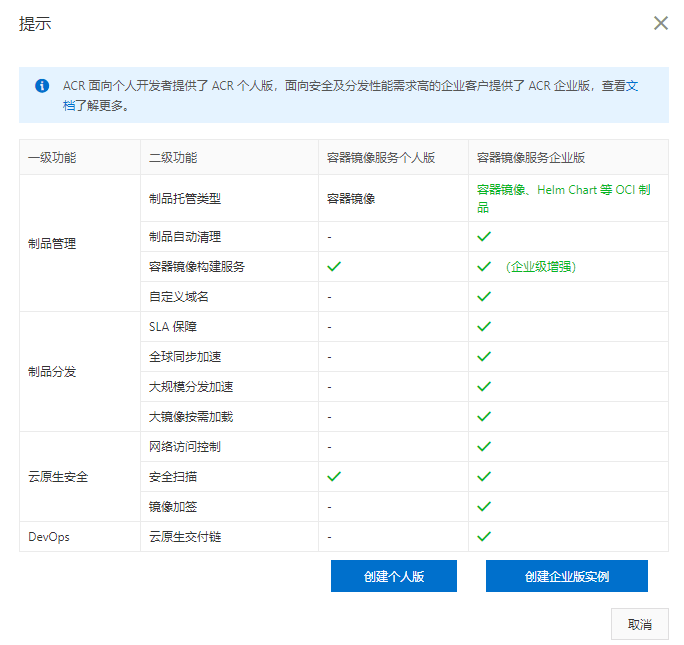 提示
ACR 面向个人开发者提供了 ACR 个人版，面向安全及分发性能需求高的企业客户提供了 ACR 企业版，查看文
档了解更多。
一级功能 二级功能 容器镜像服务个人版 容器镜像服务企业版
制品管理
制品托管类型 容器镜像 容器镜像、Helm Chart 等 OCI 制
品
制品自动清理 - ✓
容器镜像构建服务 ✓ ✓ （企业级增强）
自定义域名 - ✓
制品分发
SLA 保障 - ✓
全球同步加速 - ✓
大规模分发加速 - ✓
大镜像按需加载 - ✓
云原生安全
网络访问控制 - ✓
安全扫描 ✓ ✓
镜像加签 - ✓
DevOps 云原生交付链 - ✓
创建个人版 创建企业版实例
取消